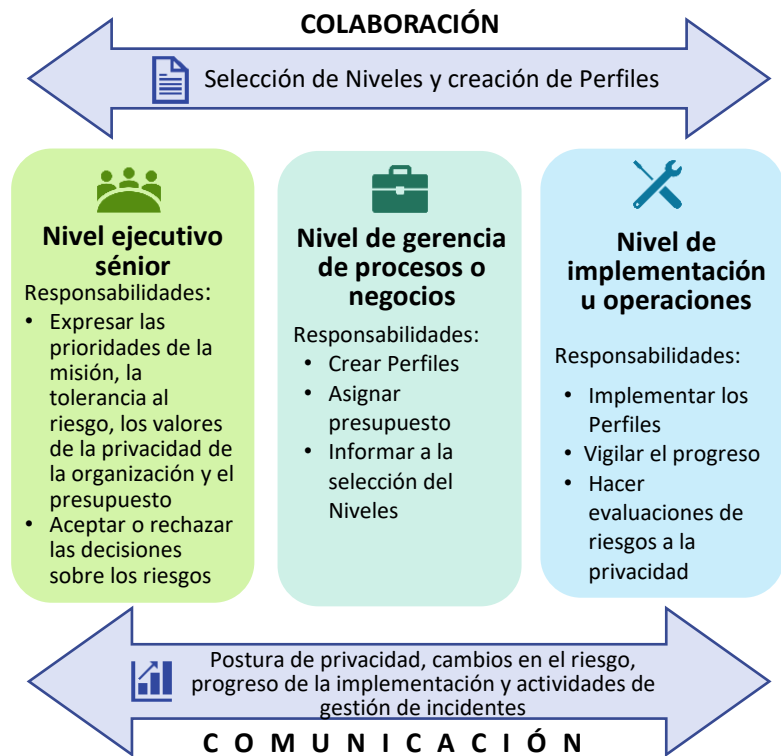 COLABORACIÓN
Selección de Niveles y creación de Perfiles
Nivel ejecutivo
sénior
Responsabilidades:
• Expresar las
prioridades de la
misión, la
tolerancia al
riesgo, los valores
de la privacidad de
la organización y el
presupuesto
• Aceptar o rechazar
las decisiones
sobre los riesgos
Nivel de gerencia
de procesos o
negocios
Responsabilidades:
• Crear Perfiles
• Asignar
presupuesto
• Informar a la
selección del
Niveles
Nivel de
implementación
u operaciones
Responsabilidades:
• Implementar los
Perfiles
• Vigilar el progreso
• Hacer
evaluaciones de
riesgos a la
privacidad
Postura de privacidad, cambios en el riesgo,
progreso de la implementación y actividades de
gestión de incidentes
C O M U N I C A C I Ó N